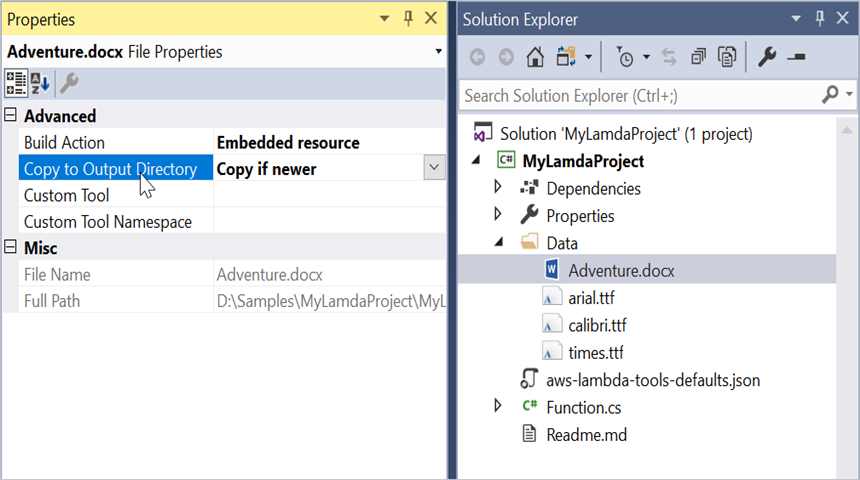 Properties
Adventure.docx File Properties
Advanced
Build Action Embedded resource
Copy to Output Directory Copy if newer
Custom Tool
Custom Tool Namespace
Misc
File Name Adventure.docx
Full Path D:\Samples\MyLamdaProject\MyL
Solution Explorer
Search Solution Explorer (Ctrl+;)
Solution 'MyLamdaProject' (1 project)
C# MyLamdaProject
Dependencies
Properties
Data
W Adventure.docx
arial.ttf
calibri.ttf
times.ttf
aws-lambda-tools-defaults.json
C# Function.cs
Readme.md